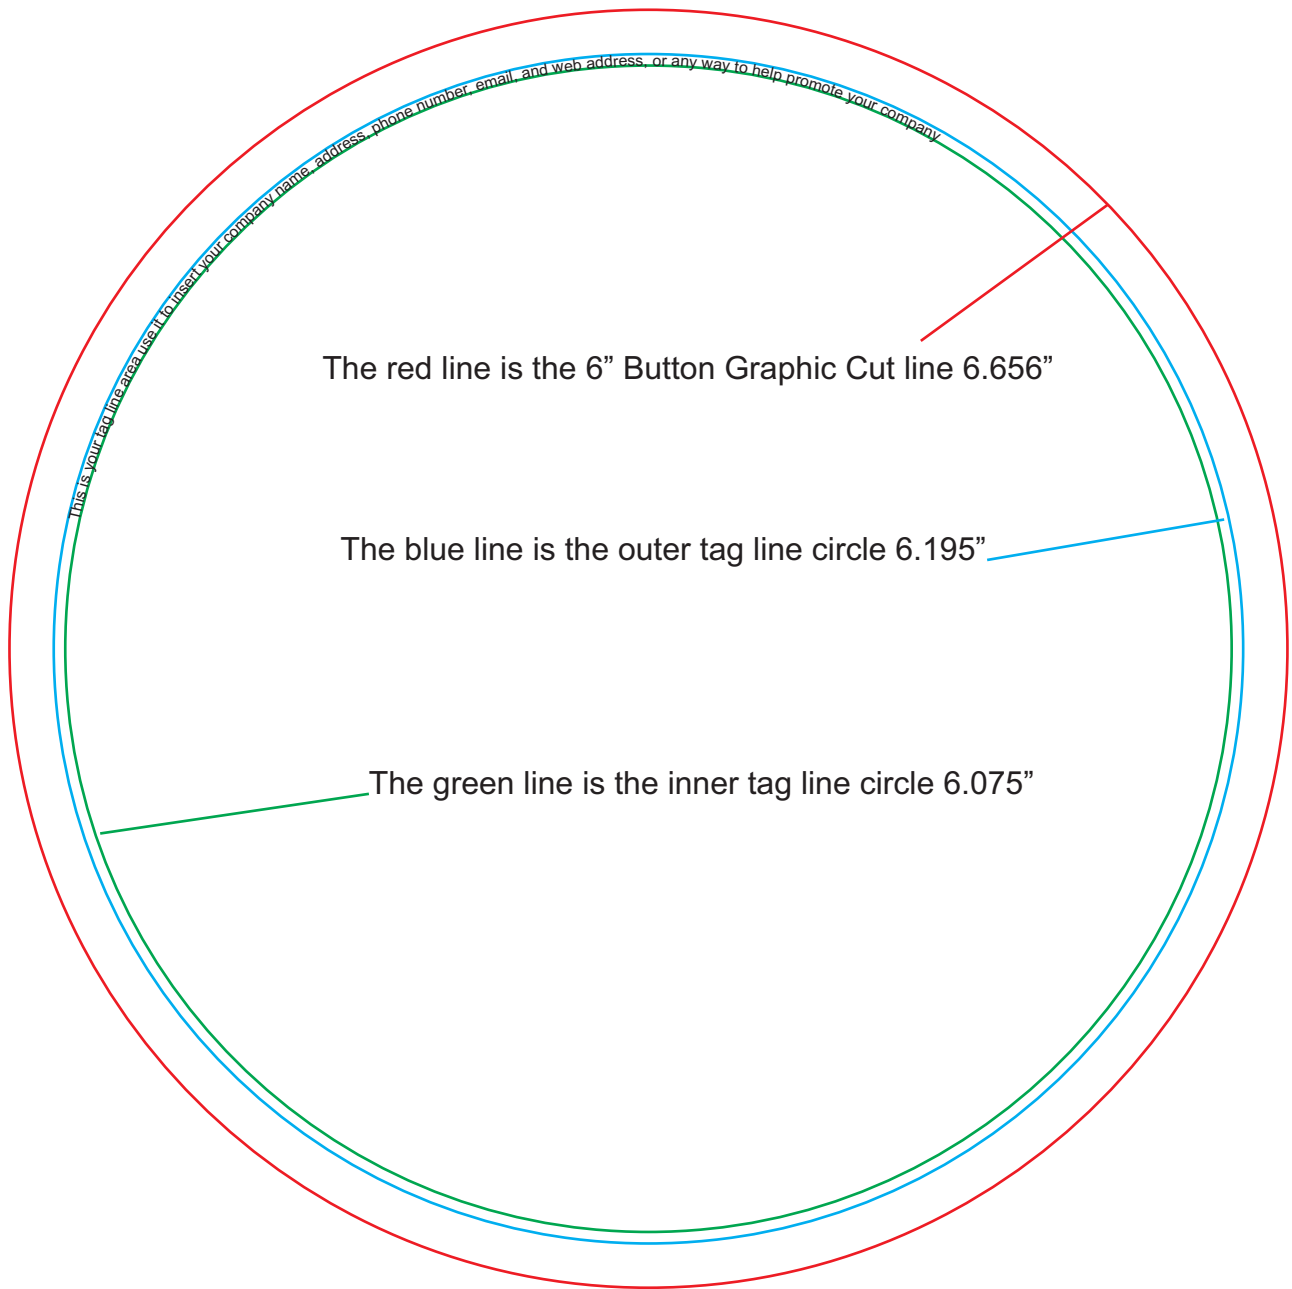 This is your tag line area use it to insert your company name, address, phone number, email, and web address, or any way to help promote your company
The red line is the 6” Button Graphic Cut line 6.656”
The blue line is the outer tag line circle 6.195”
The green line is the inner tag line circle 6.075”